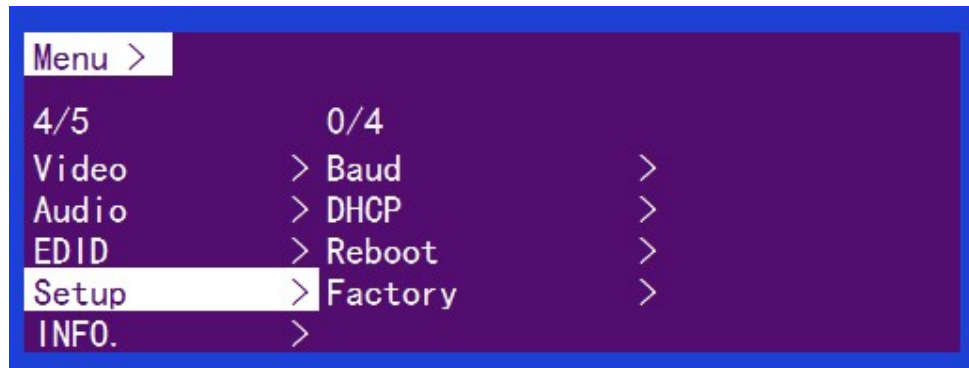 Menu >
4/5 0/4
Video > Baud >
Audio > DHCP >
EDID > Reboot >
Setup > Factory >
INFO. >